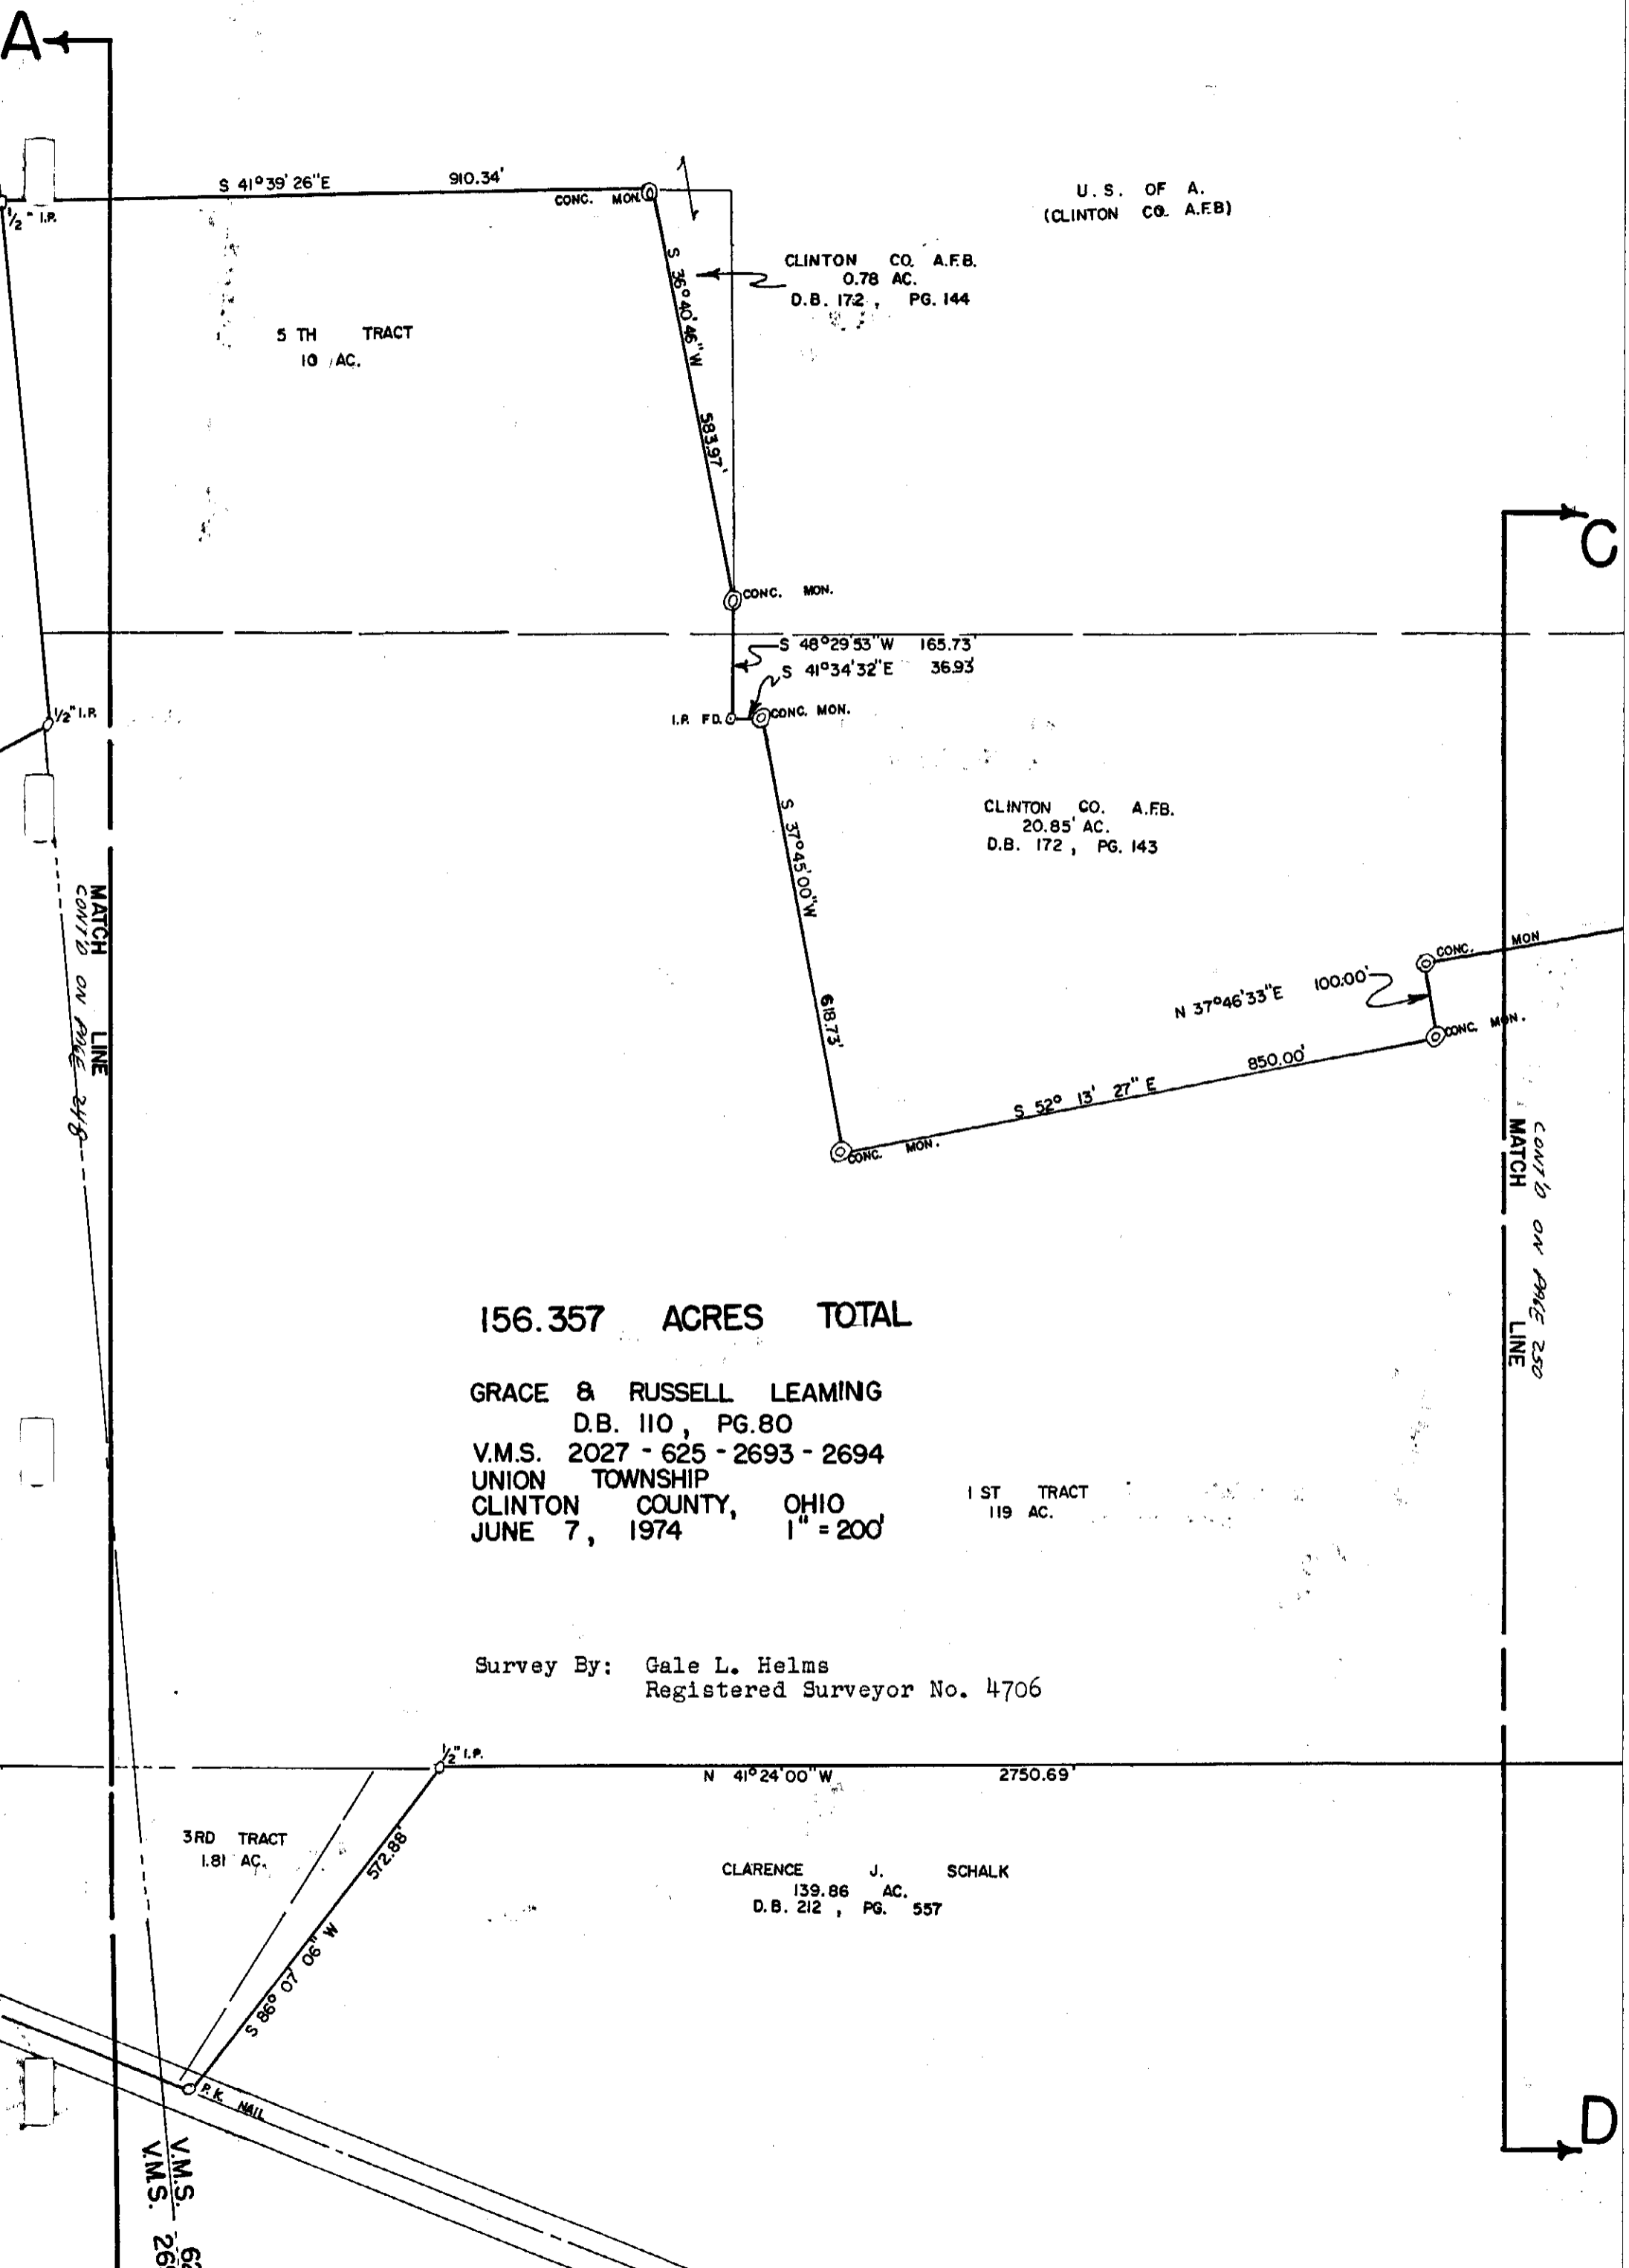 A
S 41°39'26"E 910.34'
CONC. MON.
1/2" I.P.
U.S. OF A.
(CLINTON CO. A.F.B)
CLINTON CO. A.F.B.
0.78 AC.
D.B. 172, PG. 144
S 36°40'46"W 583.97'
5 TH TRACT
10 AC.
C
CONC. MON.
S 48°29'53"W 165.73'
S 41°34'32"E 36.93'
1/2" I.P.
I.P. FD.
CONC. MON.
S 37°45'00"W 618.73'
CLINTON CO. A.F.B.
20.85' AC.
D.B. 172, PG. 143
MATCH LINE
CONT'D ON PAGE 248
CONC. MON
N 37°46'33"E 100.00'
CONC. MON.
S 52° 13' 27" E 850.00'
CONC. MON.
MATCH LINE
CONT'D ON PAGE 250
156.357 ACRES TOTAL
GRACE & RUSSELL LEAMING
D.B. 110, PG.80
V.M.S. 2027 - 625 - 2693 - 2694
UNION TOWNSHIP
CLINTON COUNTY, OHIO
JUNE 7, 1974 1" = 200'
1 ST TRACT
119 AC.
Survey By: Gale L. Helms
Registered Surveyor No. 4706
1/2" I.P.
N 41°24'00"W 2750.69'
3RD TRACT
1.81 AC.
S 86° 07' 06" W 572.88'
CLARENCE J. SCHALK
139.86 AC.
D.B. 212, PG. 557
P.K. NAIL
D
V.M.S.
V.M.S.